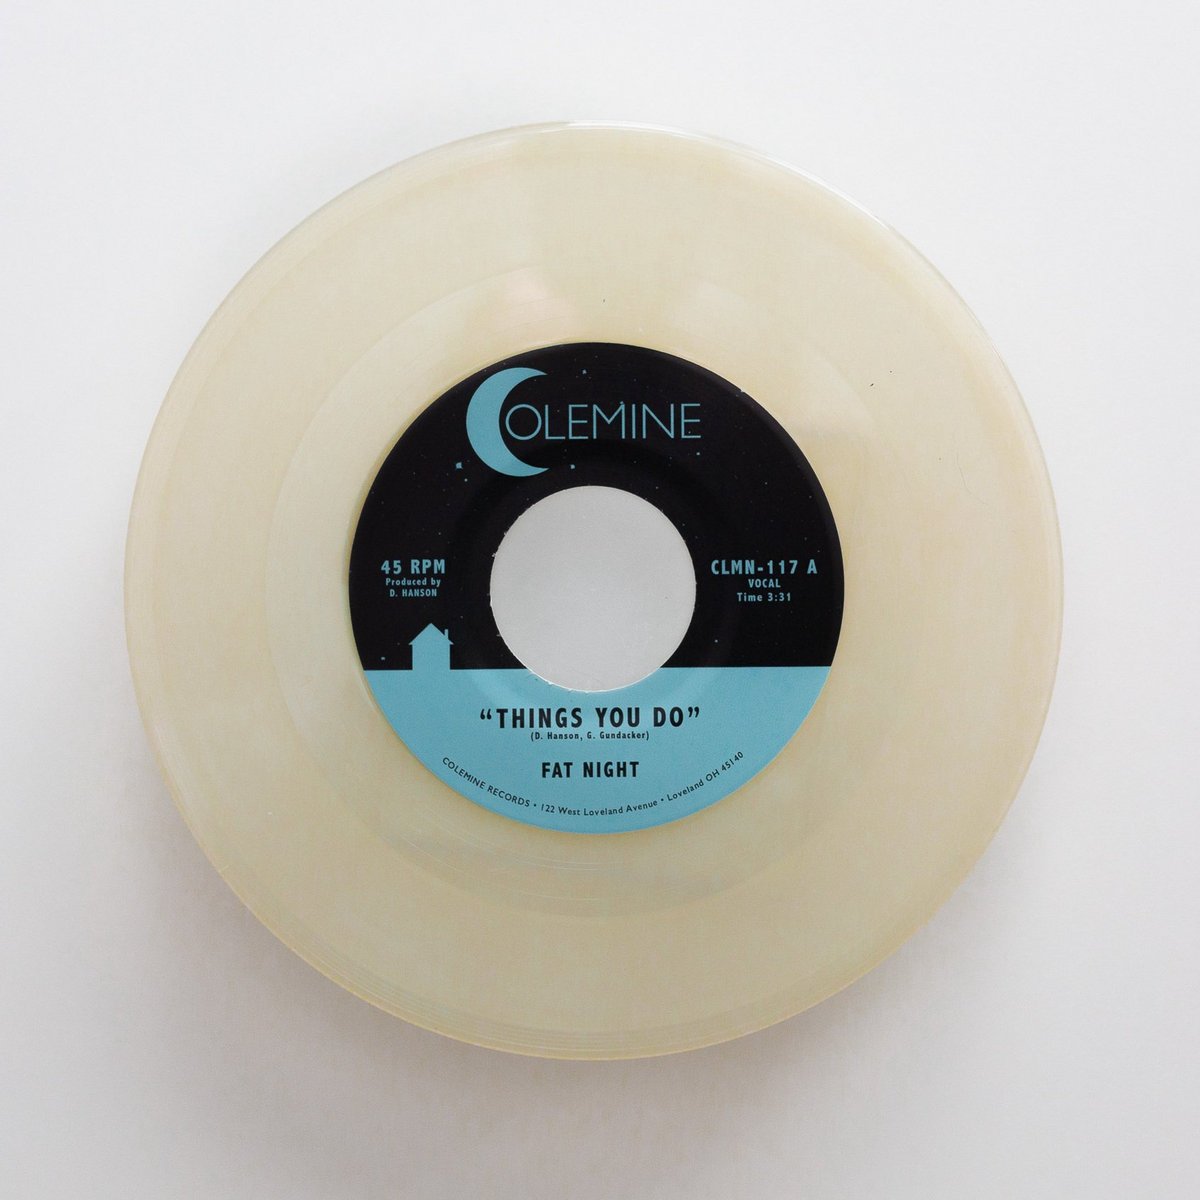 COLEMINE
45 RPM
Produced by
D. HANSON
CLMN-117 A
VOCAL
Time 3:31
“THINGS YOU DO”
(D. Hanson, G. Gundacker)
FAT NIGHT
COLEMINE RECORDS • 122 West Loveland Avenue • Loveland OH 45140